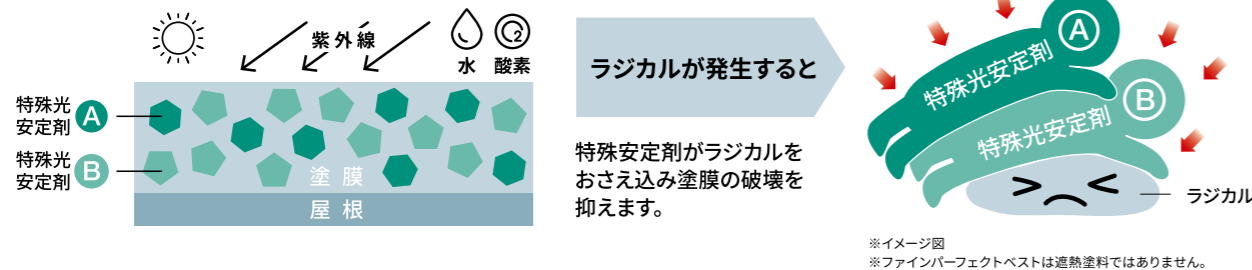 紫外線
水
酸素
O2
特殊光
安定剤
A
特殊光
安定剤
B
塗膜
屋根
ラジカルが発生すると
特殊安定剤がラジカルを
おさえ込み塗膜の破壊を
抑えます。
特殊光安定剤
A
特殊光安定剤
B
ラジカル
※イメージ図
※ファインパーフェクトベストは遮熱塗料ではありません。